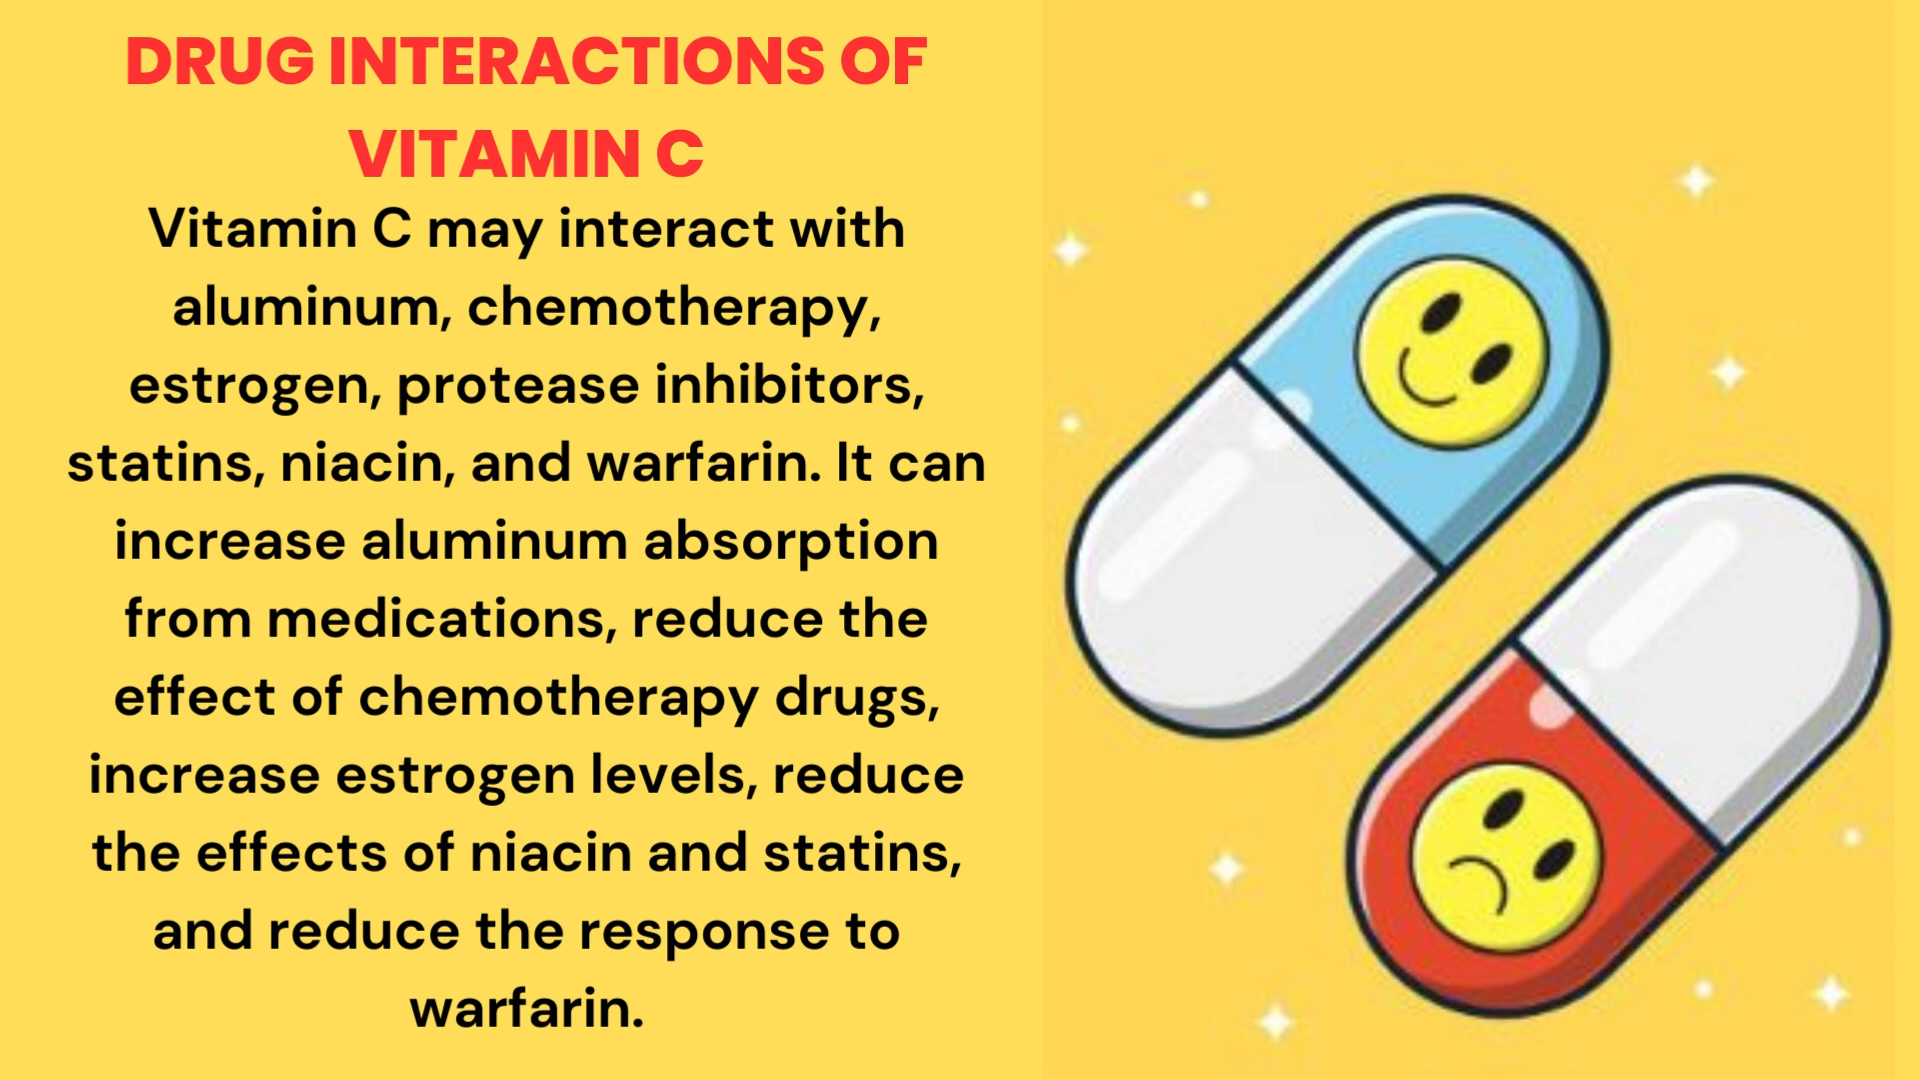 DRUG INTERACTIONS OF
VITAMIN C
Vitamin C may interact with
aluminum, chemotherapy,
estrogen, protease inhibitors,
statins, niacin, and warfarin. It can
increase aluminum absorption
from medications, reduce the
effect of chemotherapy drugs,
increase estrogen levels, reduce
the effects of niacin and statins,
and reduce the response to
warfarin.